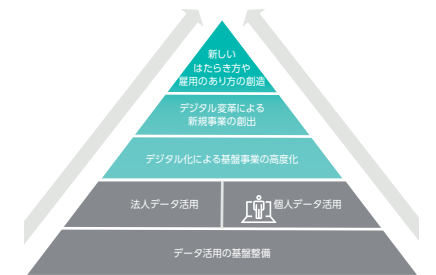 新しい
はたらき方や
雇用のあり方の創造
デジタル変革による
新規事業の創出
デジタル化による基盤事業の高度化
法人データ活用
個人データ活用
データ活用の基盤整備